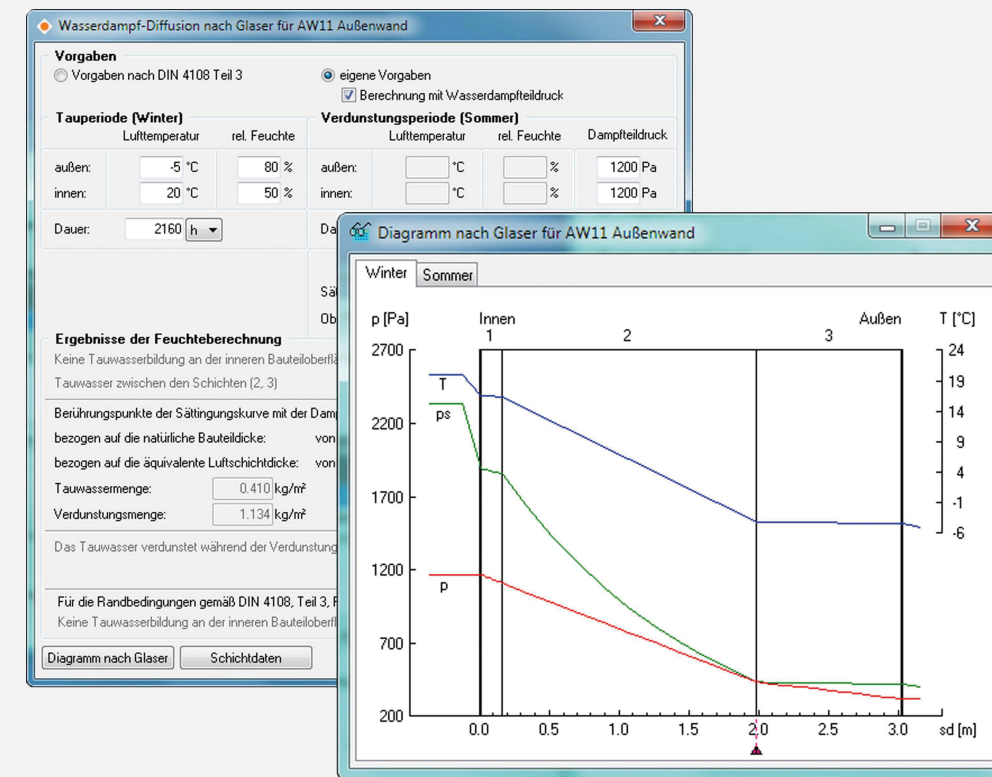 Wasserdampf-Diffusion nach Glaser für AW11 Außenwand
Vorgaben
Vorgaben nach DIN 4108 Teil 3
eigene Vorgaben
Berechnung mit Wasserdampfteildruck
Tauperiode (Winter)
Verdunstungsperiode (Sommer)
Lufttemperatur rel. Feuchte Lufttemperatur rel. Feuchte Dampfteildruck
außen: -5 °C 80 % außen: °C % 1200 Pa
innen: 20 °C 50 % innen: °C % 1200 Pa
Dauer: 2160 h
Ergebnisse der Feuchteberechnung
Keine Tauwasserbildung an der inneren
Tauwasser zwischen den Schichten (2, 3)
Berührungspunkte der Sättingungskurve mit der
bezogen auf die natürliche Bauteildicke: von
bezogen auf die äquivalente Luftschichtdicke: von
Tauwassermenge: 0.410 kg/m²
Verdunstungsmenge: 1.134 kg/m²
Das Tauwasser verdunstet während der
Für die Randbedingungen gemäß DIN 4108, Teil 3,
Keine Tauwasserbildung an der inneren
Diagramm nach Glaser Schichtdaten
Diagramm nach Glaser für AW11 Außenwand
Winter Sommer
p [Pa] Innen Außen T [°C]
1 2 3
2700 24
19
T
14
ps
2200
9
4
1700
-1
-6
1200
p
700
200
0.0 0.5 1.0 1.5 2.0 2.5 3.0 sd [m]